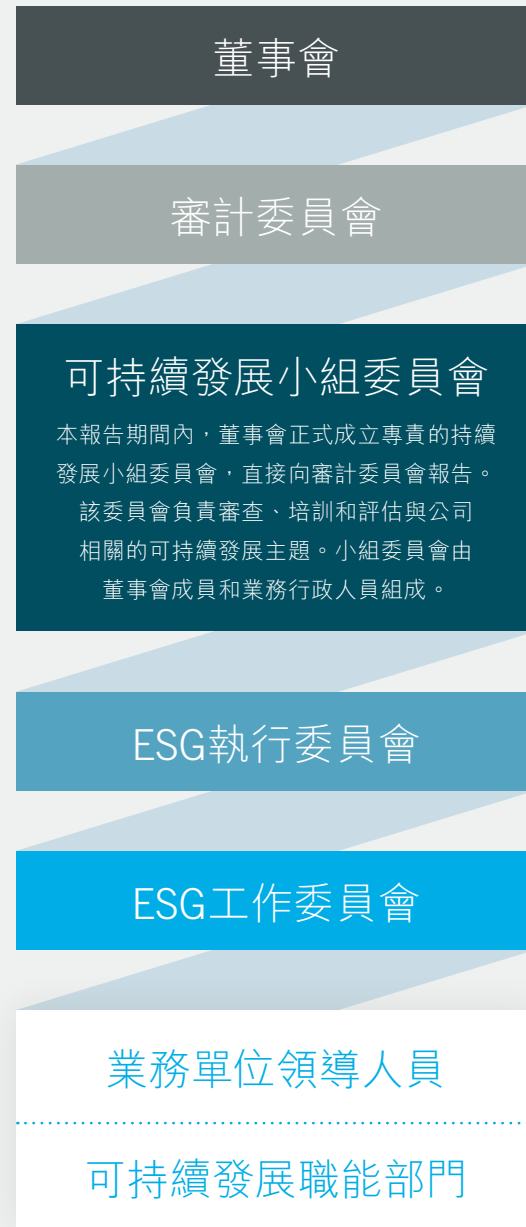 董事會
審計委員會
可持續發展小組委員會
本報告期間內，董事會正式成立專責的持續
發展小組委員會，直接向審計委員會報告。
該委員會負責審查、培訓和評估與公司
相關的可持續發展主題。小組委員會由
董事會成員和業務行政人員組成。
ESG執行委員會
ESG工作委員會
業務單位領導人員
可持續發展職能部門